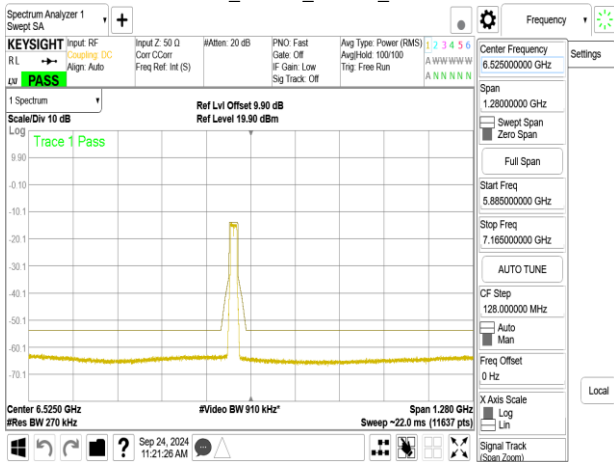 Spectrum Analyzer 1
Swept SA
Frequency
KEYSIGHT
RL
LXI
PASS
Input: RF
Coupling: DC
Align: Auto
Input Z: 50 Ω
Corr CCorr
Freq Ref: Int (S)
#Atten: 20 dB
PNO: Fast
Gate: Off
IF Gain: Low
Sig Track: Off
Avg Type: Power (RMS)
Avg|Hold: 100/100
Trig: Free Run
1 2 3 4 5 6
A W W W W W
A N N N N N
1 Spectrum
Scale/Div 10 dB
Ref Lvl Offset 9.90 dB
Ref Level 19.90 dBm
Log
Trace 1 Pass
9.90
-0.10
-10.1
-20.1
-30.1
-40.1
-50.1
-60.1
-70.1
Center 6.5250 GHz
#Res BW 270 kHz
#Video BW 910 kHz*
Span 1.280 GHz
Sweep ~22.0 ms (11637 pts)
Sep 24, 2024
11:21:26 AM
Center Frequency
6.525000000 GHz
Settings
Span
1.28000000 GHz
Swept Span
Zero Span
Full Span
Start Freq
5.885000000 GHz
Stop Freq
7.165000000 GHz
AUTO TUNE
CF Step
128.000000 MHz
Auto
Man
Freq Offset
0 Hz
X Axis Scale
Log
Lin
Local
Signal Track
(Span Zoom)